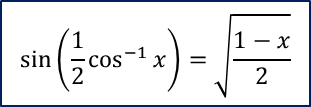 sin(1/2 cos⁻¹ x) = √((1−x)/2)